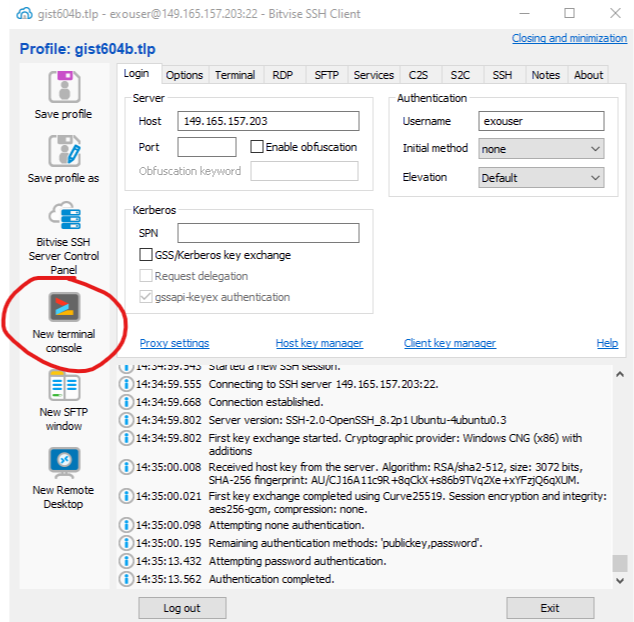 gist604b.tlp - exouser@149.165.157.203:22 - Bitvise SSH Client
Closing and minimization
Profile: gist604b.tlp
Save profile
Save profile as
Bitvise SSH
Server Control
Panel
New terminal
console
New SFTP
window
New Remote
Desktop
Login Options Terminal RDP SFTP Services C2S S2C SSH Notes About
Server
Host 149.165.157.203
Port Enable obfuscation
Obfuscation keyword
Authentication
Username exouser
Initial method none
Elevation Default
Kerberos
SPN
GSS/Kerberos key exchange
Request delegation
gssapi-keyex authentication
Proxy settings Host key manager Client key manager Help
14:34:59.543 Started a new SSH session.
14:34:59.555 Connecting to SSH server 149.165.157.203:22.
14:34:59.668 Connection established.
14:34:59.802 Server version: SSH-2.0-OpenSSH_8.2p1 Ubuntu-4ubuntu0.3
14:34:59.802 First key exchange started. Cryptographic provider: Windows CNG (x86) with
additions
14:35:00.008 Received host key from the server. Algorithm: RSA/sha2-512, size: 3072 bits,
SHA-256 fingerprint: AU/CJ16A11c9R+8qCkX+s86b9TVq2Xe+xYFzjQ6qXUM.
14:35:00.021 First key exchange completed using Curve25519. Session encryption and integrity:
aes256-gcm, compression: none.
14:35:00.098 Attempting none authentication.
14:35:00.195 Remaining authentication methods: 'publickey,password'.
14:35:13.432 Attempting password authentication.
14:35:13.562 Authentication completed.
Log out Exit